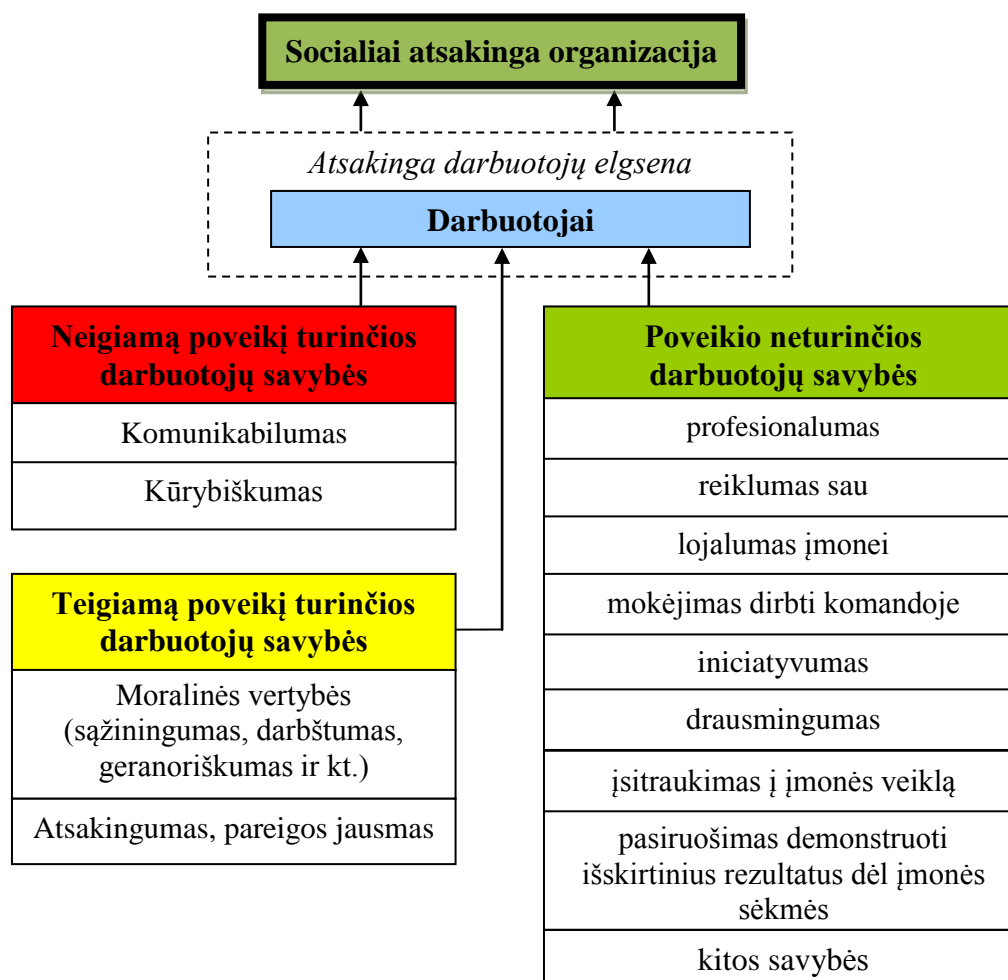 Socialiai atsakinga organizacija
Atsakinga darbuotojų elgsena
Darbuotojai
Neigiamą poveikį turinčios
darbuotojų savybės
Komunikabilumas
Kūrybiškumas
Teigiamą poveikį turinčios
darbuotojų savybės
Moralinės vertybės
(sąžiningumas, darbštumas,
geranoriškumas ir kt.)
Atsakingumas, pareigos jausmas
Poveikio neturinčios
darbuotojų savybės
profesionalumas
reiklumas sau
lojalumas įmonei
mokėjimas dirbti komandoje
iniciatyvumas
drausmingumas
įsitraukimas į įmonės veiklą
pasiruošimas demonstruoti
išskirtinius rezultatus dėl įmonės
sėkmės
kitos savybės